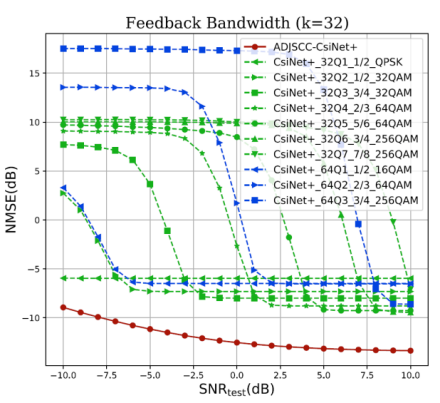 Feedback Bandwidth (k=32)
ADJSCC-CsiNet+
CsiNet+_32Q1_1/2_QPSK
CsiNet+_32Q2_1/2_32QAM
CsiNet+_32Q3_3/4_32QAM
CsiNet+_32Q4_2/3_64QAM
CsiNet+_32Q5_5/6_64QAM
CsiNet+_32Q6_3/4_256QAM
CsiNet+_32Q7_7/8_256QAM
CsiNet+_64Q1_1/2_16QAM
CsiNet+_64Q2_2/3_64QAM
CsiNet+_64Q3_3/4_256QAM
NMSE(dB)
15
10
5
0
−5
−10
−10.0 −7.5 −5.0 −2.5 0.0 2.5 5.0 7.5 10.0
SNRtest(dB)